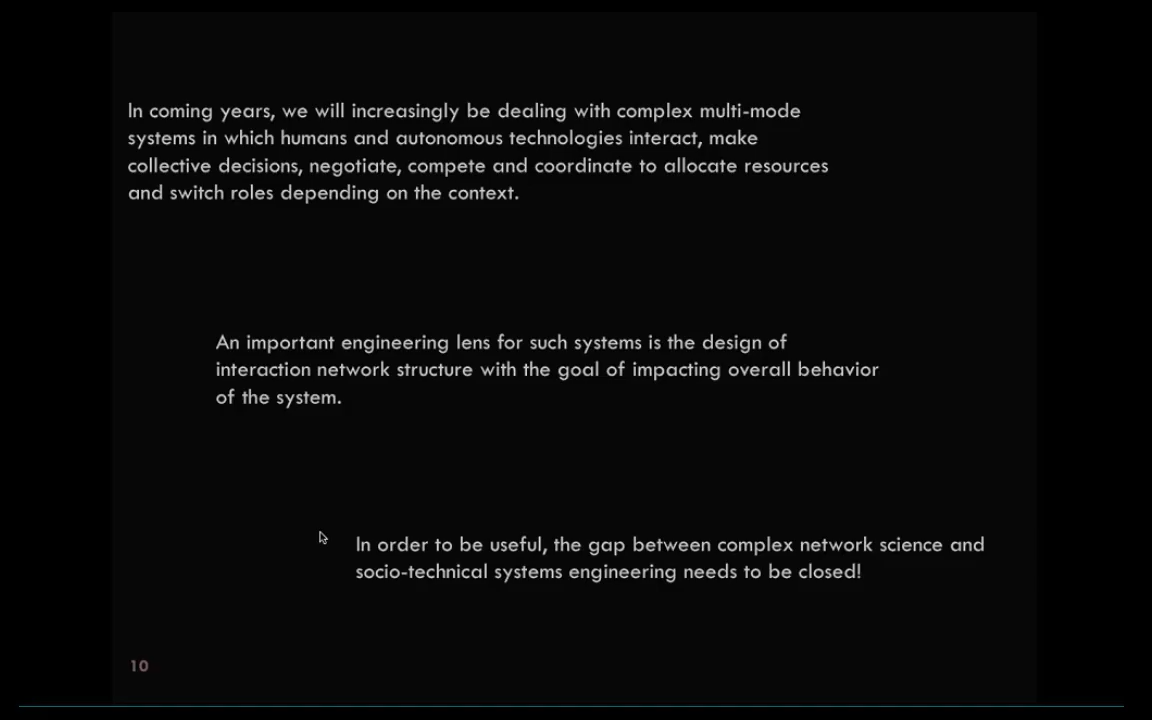 In coming years, we will increasingly be dealing with complex multi-mode
systems in which humans and autonomous technologies interact, make
collective decisions, negotiate, compete and coordinate to allocate resources
and switch roles depending on the context.
An important engineering lens for such systems is the design of
interaction network structure with the goal of impacting overall behavior
of the system.
In order to be useful, the gap between complex network science and
socio-technical systems engineering needs to be closed!
10